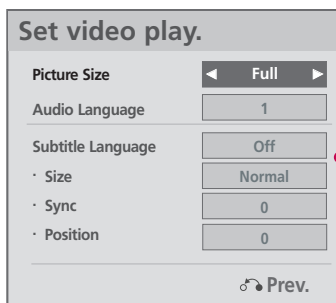 Set video play.
Picture Size ◀ Full ▶
Audio Language 1
Subtitle Language Off
· Size Normal
· Sync 0
· Position 0
Prev.